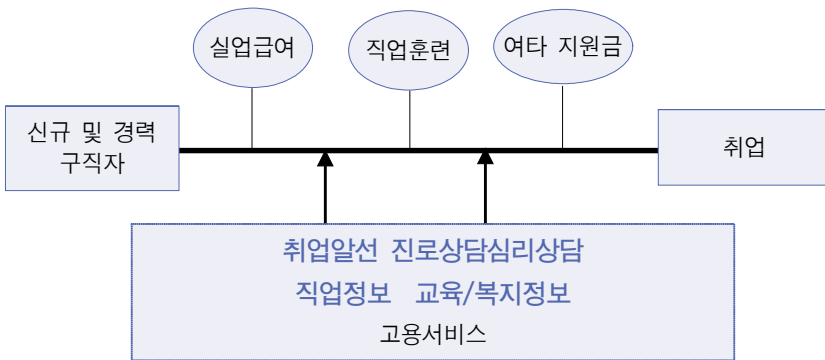 실업급여
직업훈련
여타 지원금
신규 및 경력
구직자
취업
취업알선 진로상담심리상담
직업정보 교육/복지정보
고용서비스